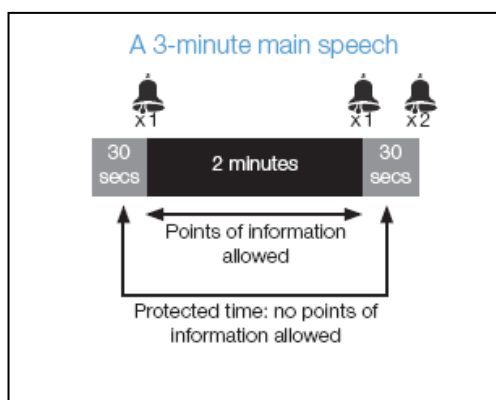 A 3-minute main speech
x1 x1 x2
30 secs 2 minutes 30 secs
Points of information
allowed
Protected time: no points of
information allowed